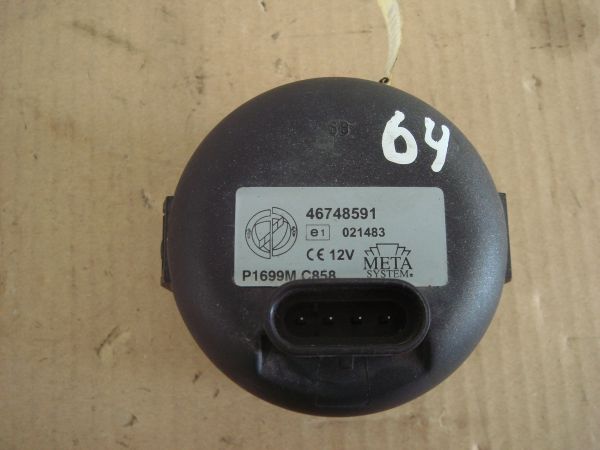 64
46748591
e1 021483
CE 12V
META
SYSTEM
P1699M C858